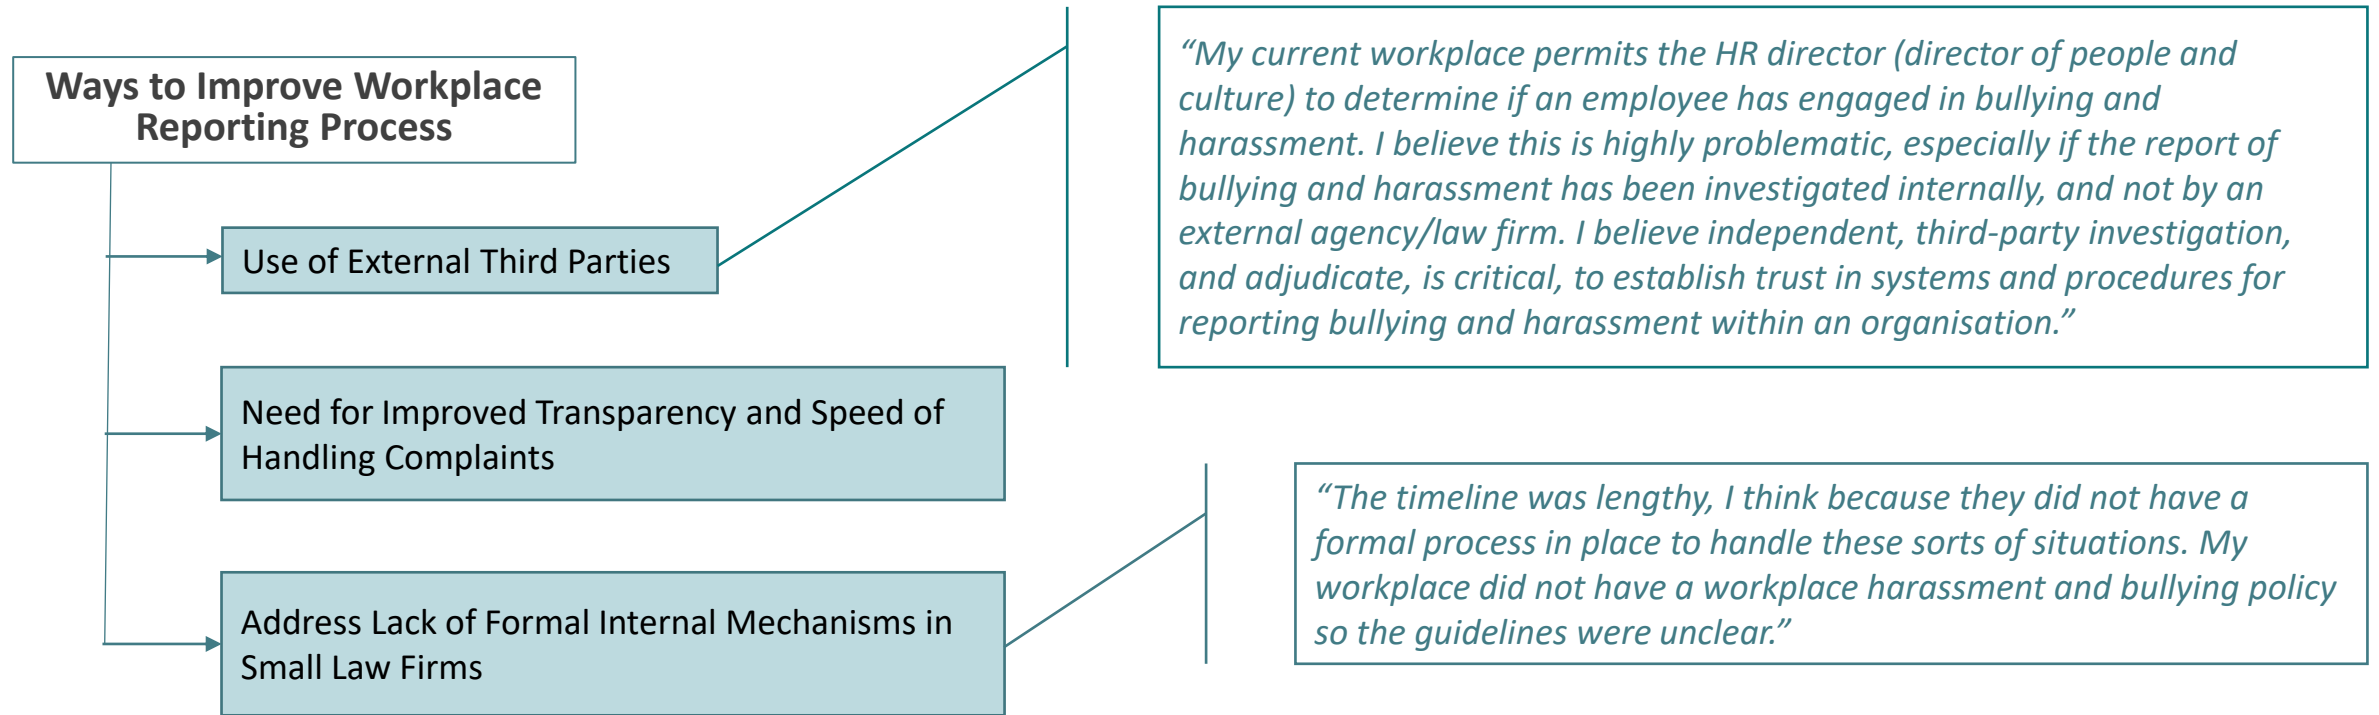 Ways to Improve Workplace
Reporting Process
Use of External Third Parties
Need for Improved Transparency and Speed of
Handling Complaints
Address Lack of Formal Internal Mechanisms in
Small Law Firms
“My current workplace permits the HR director (director of people and
culture) to determine if an employee has engaged in bullying and
harassment. I believe this is highly problematic, especially if the report of
bullying and harassment has been investigated internally, and not by an
external agency/law firm. I believe independent, third-party investigation,
and adjudicate, is critical, to establish trust in systems and procedures for
reporting bullying and harassment within an organisation.”
“The timeline was lengthy, I think because they did not have a
formal process in place to handle these sorts of situations. My
workplace did not have a workplace harassment and bullying policy
so the guidelines were unclear.”